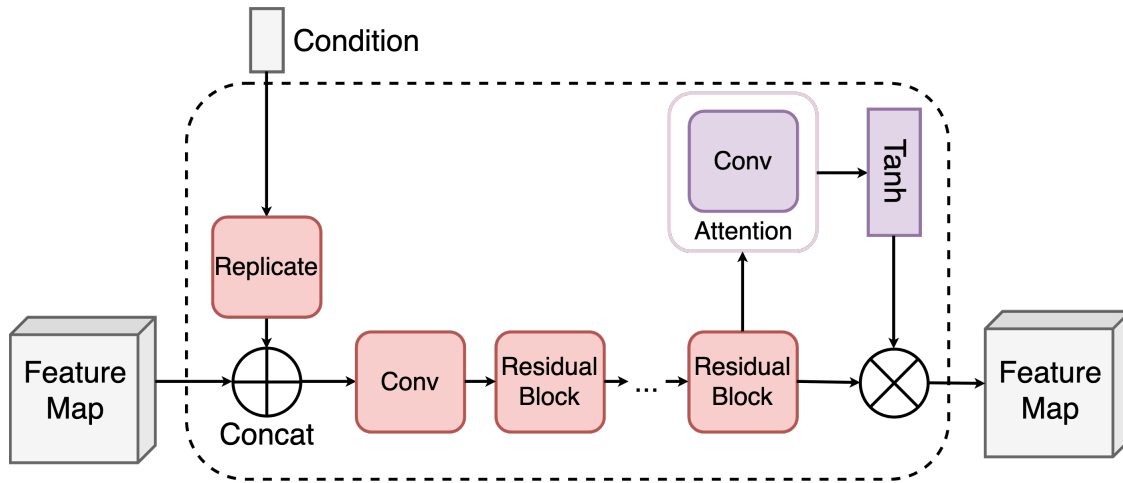 Condition
Conv
Tanh
Attention
Replicate
Feature
Map
Concat
Conv
Residual
Block
...
Residual
Block
Feature
Map